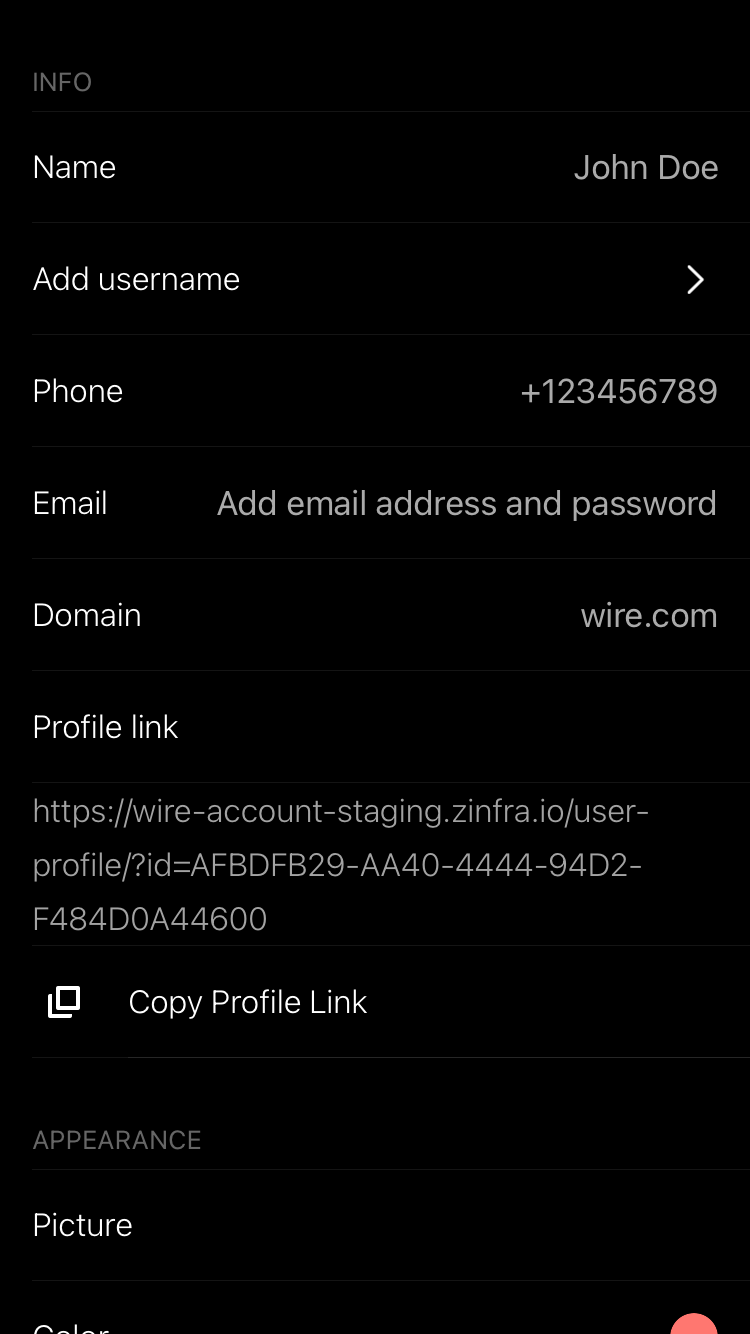 INFO
Name John Doe
Add username
Phone +123456789
Email Add email address and password
Domain wire.com
Profile link
https://wire-account-staging.zinfra.io/user-
profile/?id=AFBDFB29-AA40-4444-94D2-
F484D0A44600
Copy Profile Link
APPEARANCE
Picture
Color